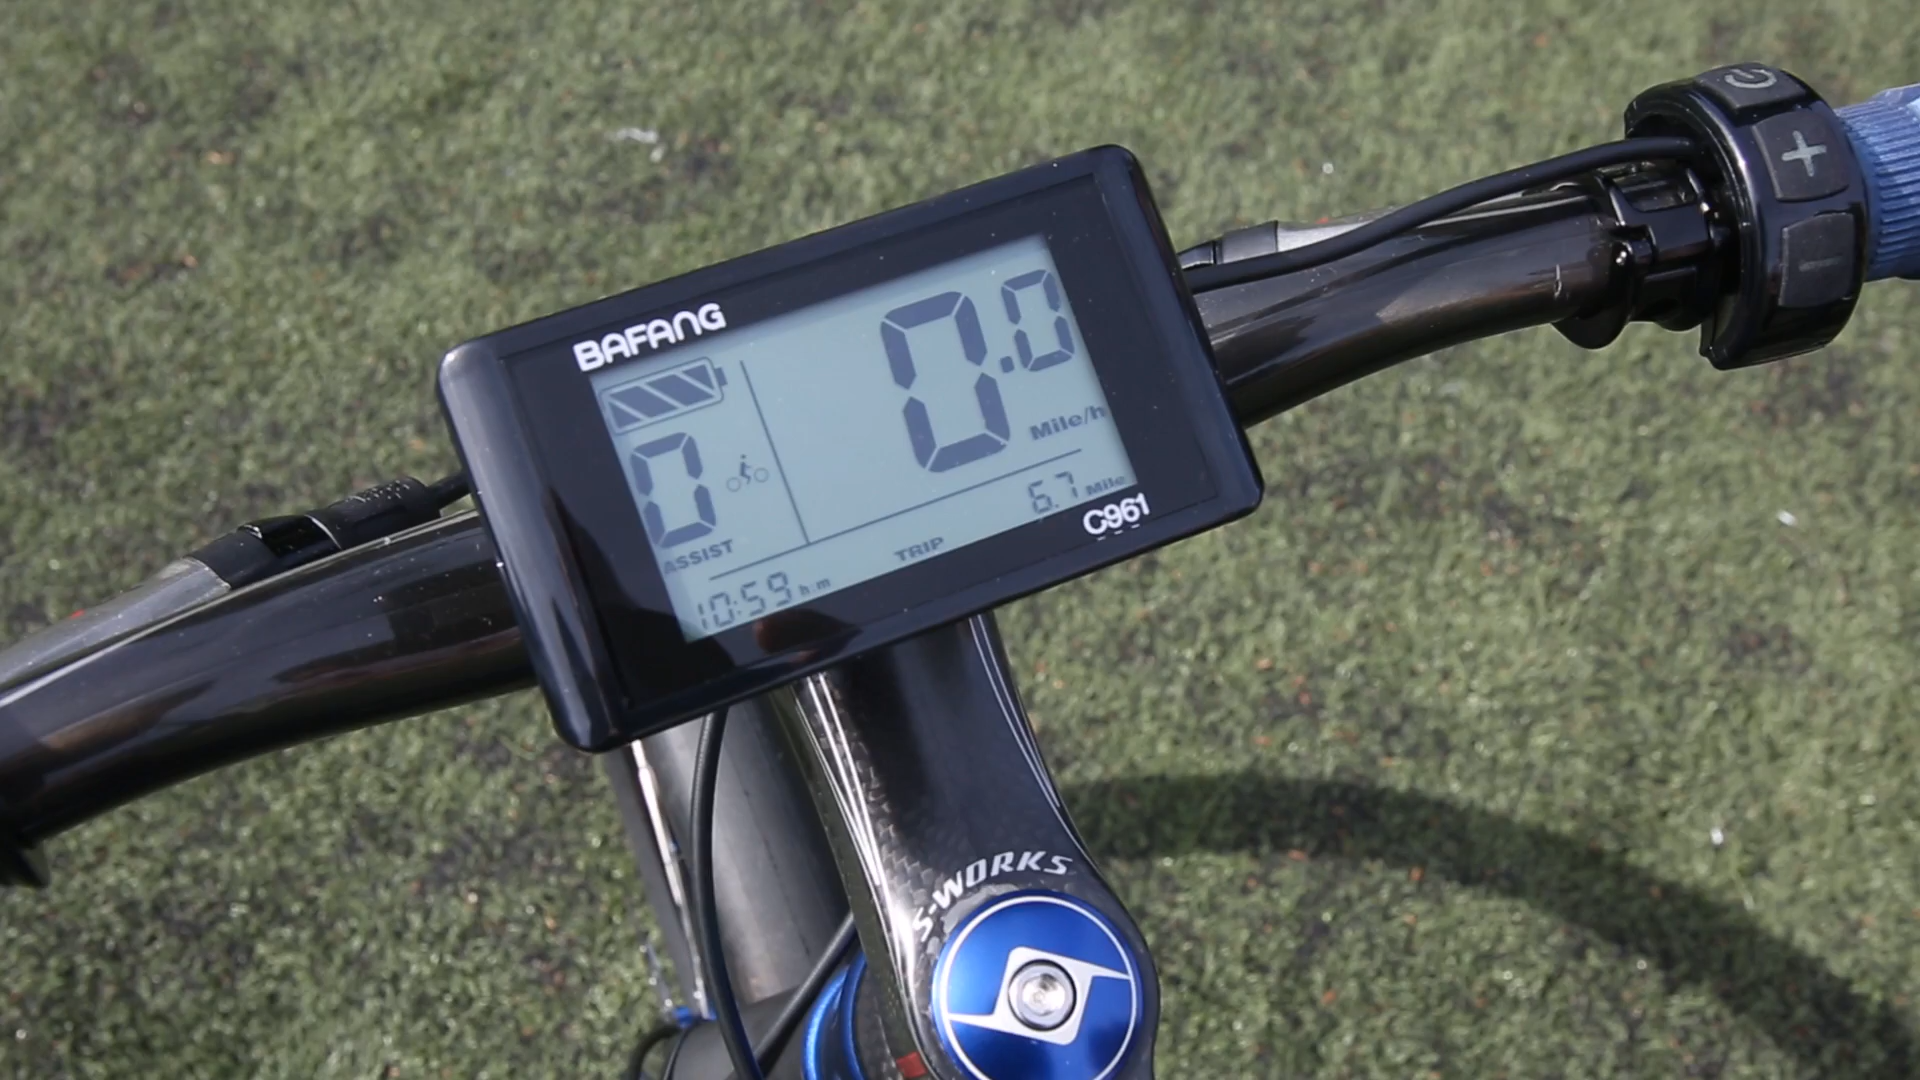 BAFANG
0.0
Mile/h
0
ASSIST
6.7 Mile
TRIP
10:59 h m
C961
+
S-WORKS